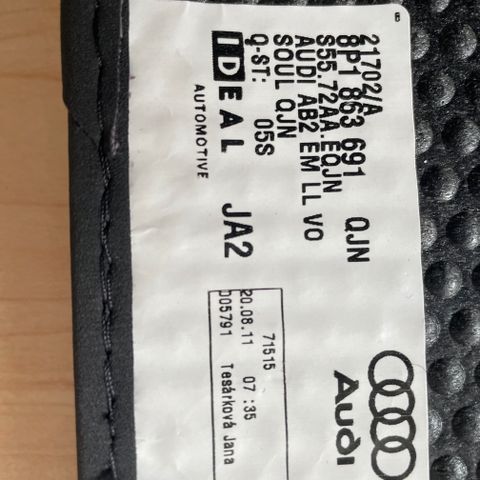 21702/A
8P1 863 691 QJN
S55.72AA.EQJN
AUDI AB2 EM LL VO
SOUL QJN
Q-ST: 05S
IDEAL JA2
AUTOMOTIVE
71515
20.08.11 07:35
D05791 Tesárková Jana
Audi